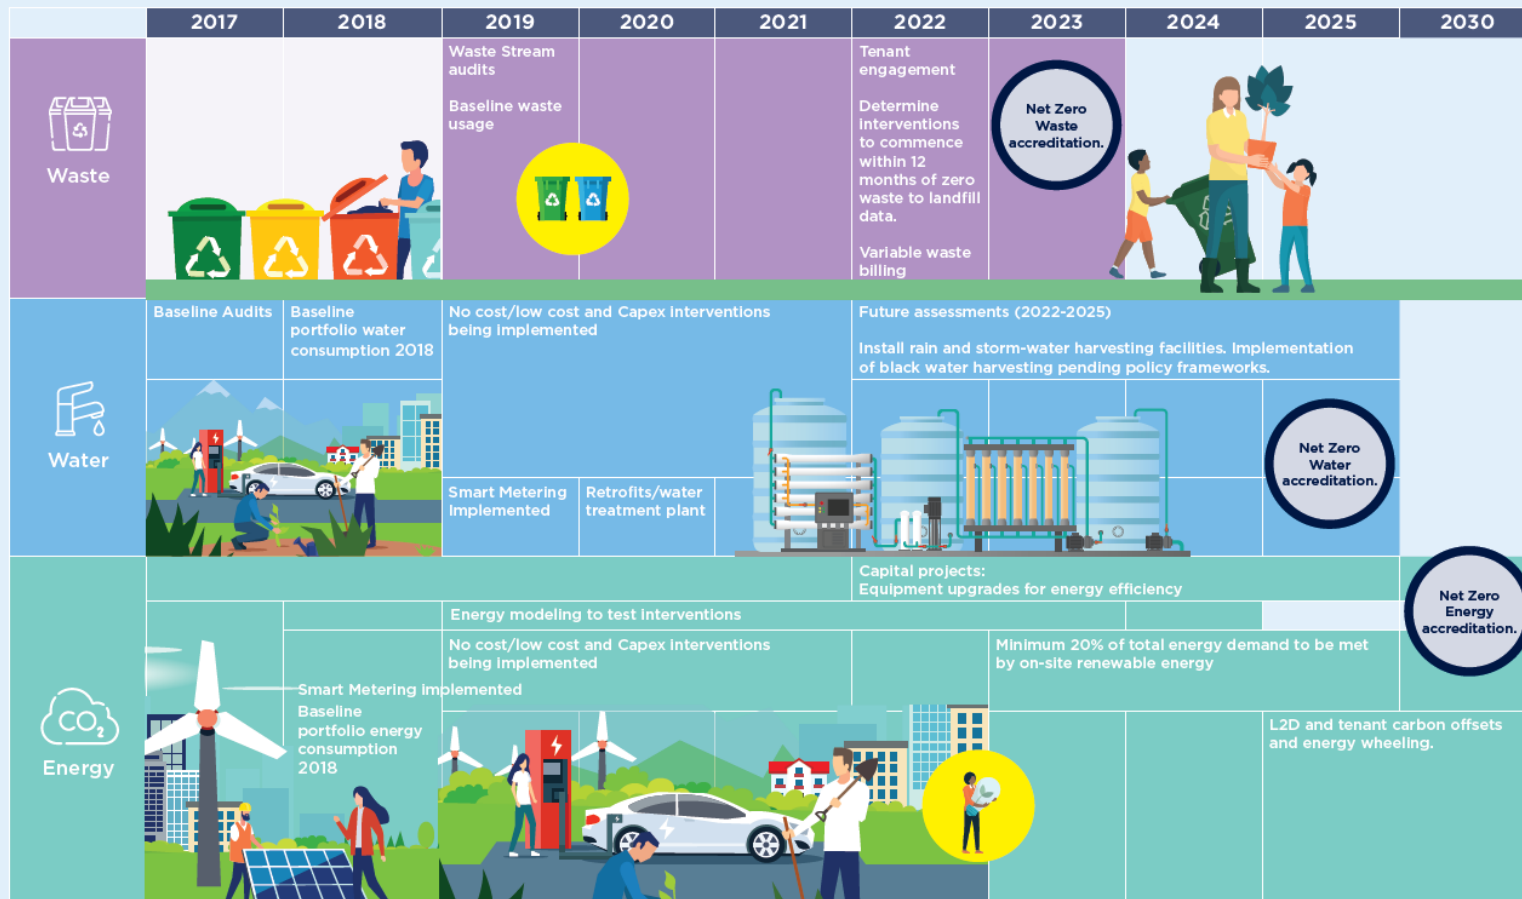 2017 2018 2019 2020 2021 2022 2023 2024 2025 2030
Waste
Waste Stream
audits
Baseline waste
usage
Tenant
engagement
Determine
interventions
to commence
within 12
months of zero
waste to landfill
data.
Variable waste
billing
Net Zero
Waste
accreditation.
Water
Baseline Audits
Baseline
portfolio water
consumption 2018
No cost/low cost and Capex interventions
being implemented
Smart Metering
Implemented
Retrofits/water
treatment plant
Future assessments (2022-2025)
Install rain and storm-water harvesting facilities. Implementation
of black water harvesting pending policy frameworks.
Net Zero
Water
accreditation.
CO2
Energy
Capital projects:
Equipment upgrades for energy efficiency
Energy modeling to test interventions
No cost/low cost and Capex interventions
being implemented
Smart Metering implemented
Baseline
portfolio energy
consumption
2018
Minimum 20% of total energy demand to be met
by on-site renewable energy
L2D and tenant carbon offsets
and energy wheeling.
Net Zero
Energy
accreditation.